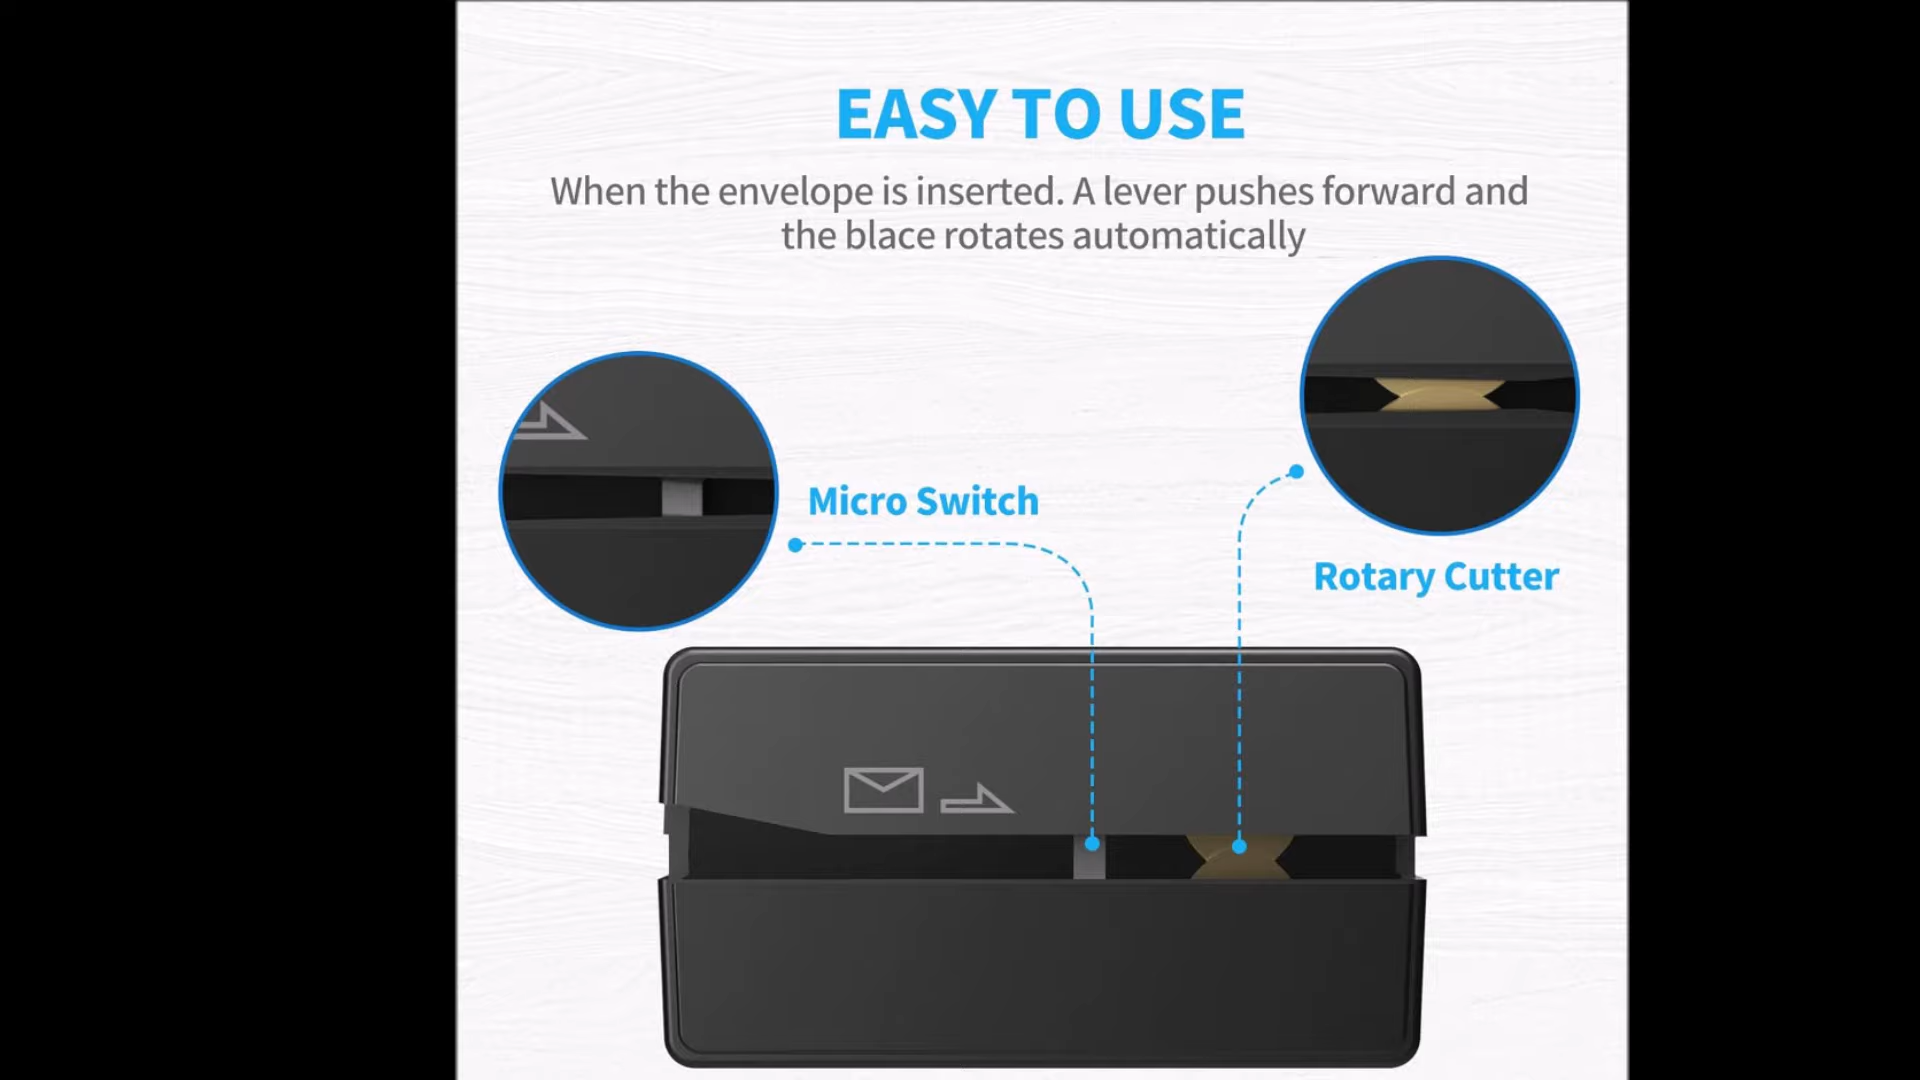 EASY TO USE
When the envelope is inserted. A lever pushes forward and
the blace rotates automatically
Micro Switch
Rotary Cutter